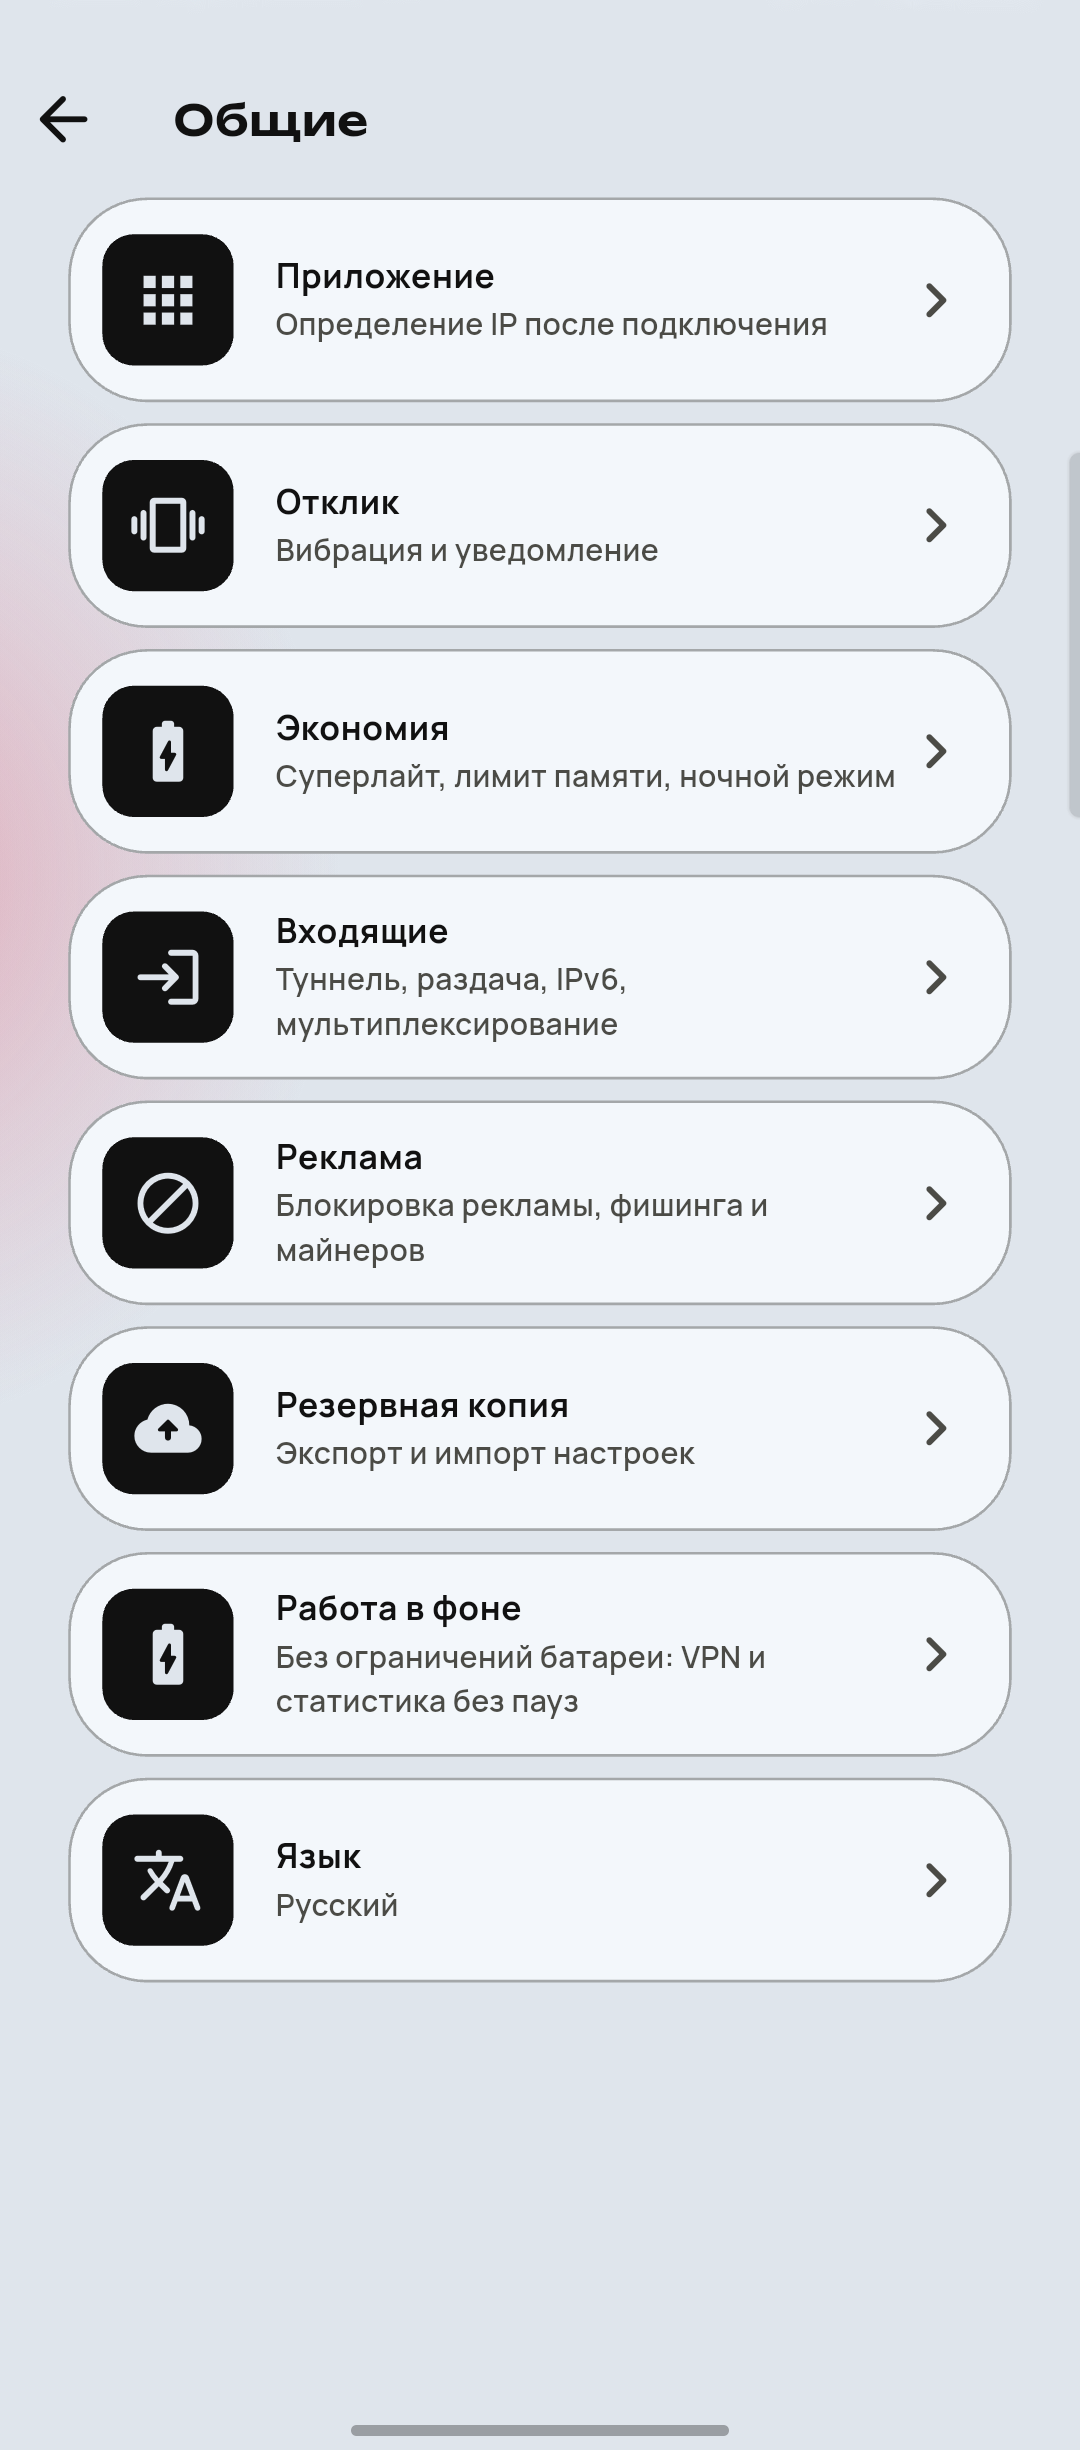 Общие
Приложение
Определение IP после подключения
Отклик
Вибрация и уведомление
Экономия
Суперлайт, лимит памяти, ночной режим
Входящие
Туннель, раздача, IPv6,
мультиплексирование
Реклама
Блокировка рекламы, фишинга и
майнеров
Резервная копия
Экспорт и импорт настроек
Работа в фоне
Без ограничений батареи: VPN и
статистика без пауз
Язык
Русский